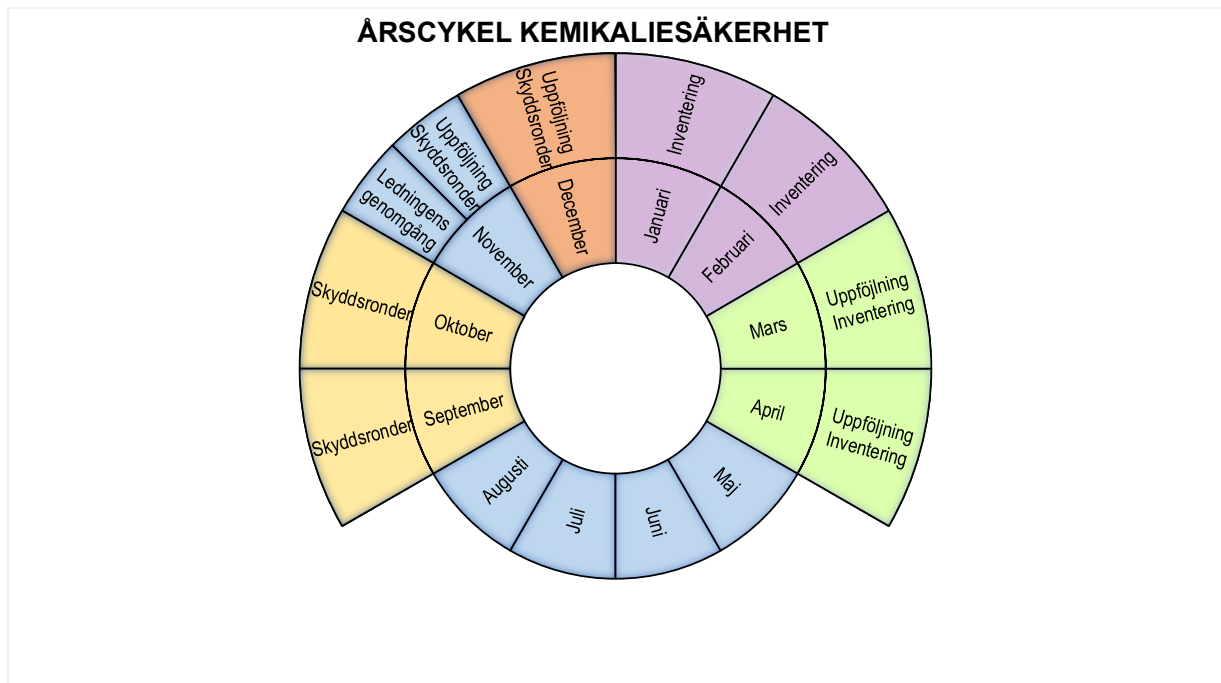 ÅRSCYKEL KEMIKALIESÄKERHET
Inventering
Januari
Inventering
Februari
Uppföjlning
Inventering
Mars
Uppföljning
Inventering
April
Maj
Juni
Juli
Augusti
Skyddsronder
September
Skyddsronder
Oktober
Ledningens
genomgång
Uppföljning
Skyddsronder
November
Uppföljning
Skyddsronder
December